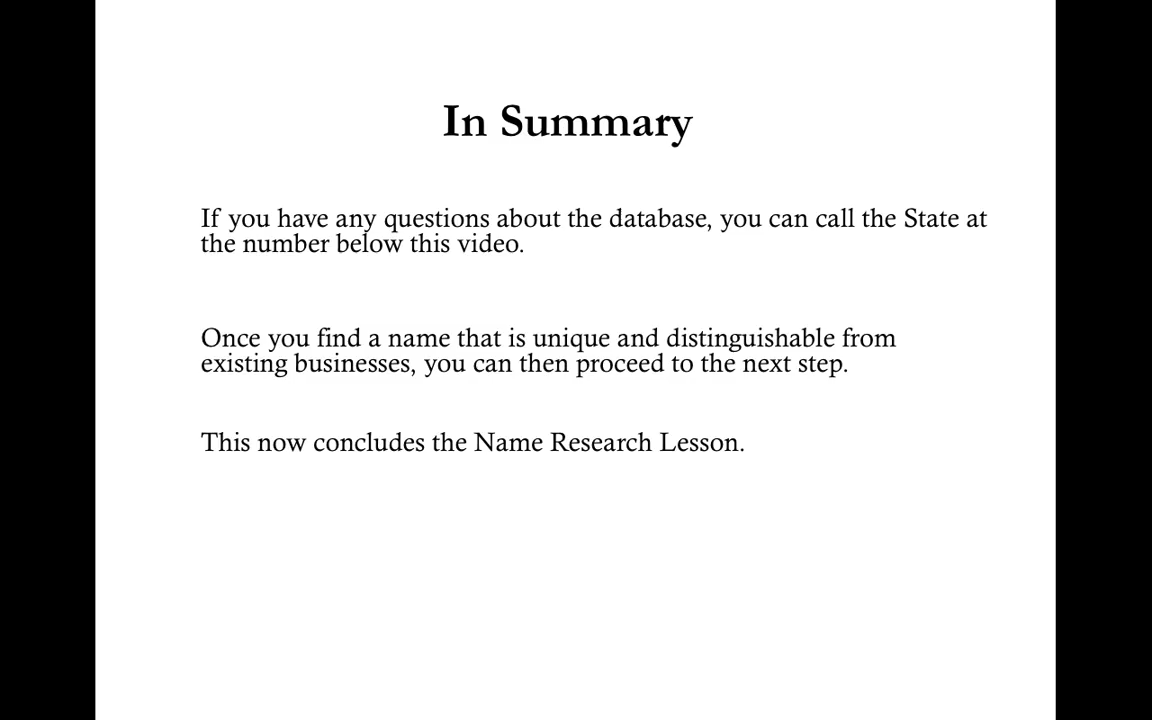 In Summary
If you have any questions about the database, you can call the State at
the number below this video.
Once you find a name that is unique and distinguishable from
existing businesses, you can then proceed to the next step.
This now concludes the Name Research Lesson.